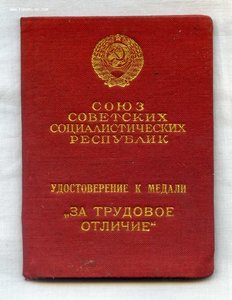 СОЮЗ
СОВЕТСКИХ
СОЦИАЛИСТИЧЕСКИХ
РЕСПУБЛИК
УДОСТОВЕРЕНИЕ К МЕДАЛИ
„ЗА ТРУДОВОЕ
ОТЛИЧИЕ“